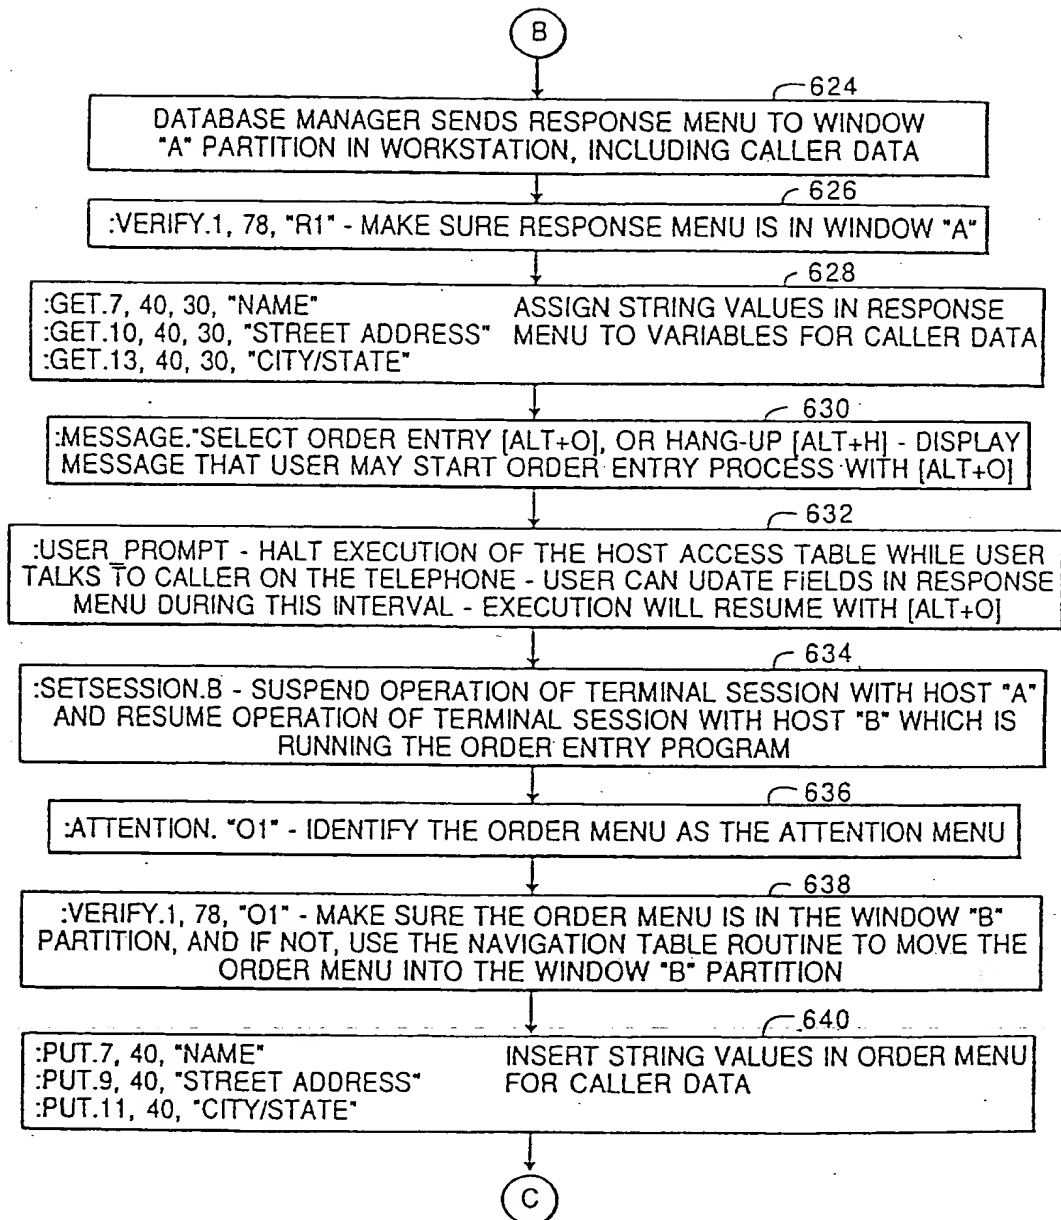 B
624
DATABASE MANAGER SENDS RESPONSE MENU TO WINDOW
"A" PARTITION IN WORKSTATION, INCLUDING CALLER DATA
626
:VERIFY.1, 78, "R1" - MAKE SURE RESPONSE MENU IS IN WINDOW "A"
628
:GET.7, 40, 30, "NAME" ASSIGN STRING VALUES IN RESPONSE
:GET.10, 40, 30, "STREET ADDRESS" MENU TO VARIABLES FOR CALLER DATA
:GET.13, 40, 30, "CITY/STATE"
630
:MESSAGE."SELECT ORDER ENTRY [ALT+O], OR HANG-UP [ALT+H] - DISPLAY
MESSAGE THAT USER MAY START ORDER ENTRY PROCESS WITH [ALT+O]
632
:USER_PROMPT - HALT EXECUTION OF THE HOST ACCESS TABLE WHILE USER
TALKS TO CALLER ON THE TELEPHONE - USER CAN UDATE FIELDS IN RESPONSE
MENU DURING THIS INTERVAL - EXECUTION WILL RESUME WITH [ALT+O]
634
:SETSESSION.B - SUSPEND OPERATION OF TERMINAL SESSION WITH HOST "A"
AND RESUME OPERATION OF TERMINAL SESSION WITH HOST "B" WHICH IS
RUNNING THE ORDER ENTRY PROGRAM
636
:ATTENTION. "O1" - IDENTIFY THE ORDER MENU AS THE ATTENTION MENU
638
:VERIFY.1, 78, "O1" - MAKE SURE THE ORDER MENU IS IN THE WINDOW "B"
PARTITION, AND IF NOT, USE THE NAVIGATION TABLE ROUTINE TO MOVE THE
ORDER MENU INTO THE WINDOW "B" PARTITION
640
:PUT.7, 40, "NAME" INSERT STRING VALUES IN ORDER MENU
:PUT.9, 40, "STREET ADDRESS" FOR CALLER DATA
:PUT.11, 40, "CITY/STATE"
C